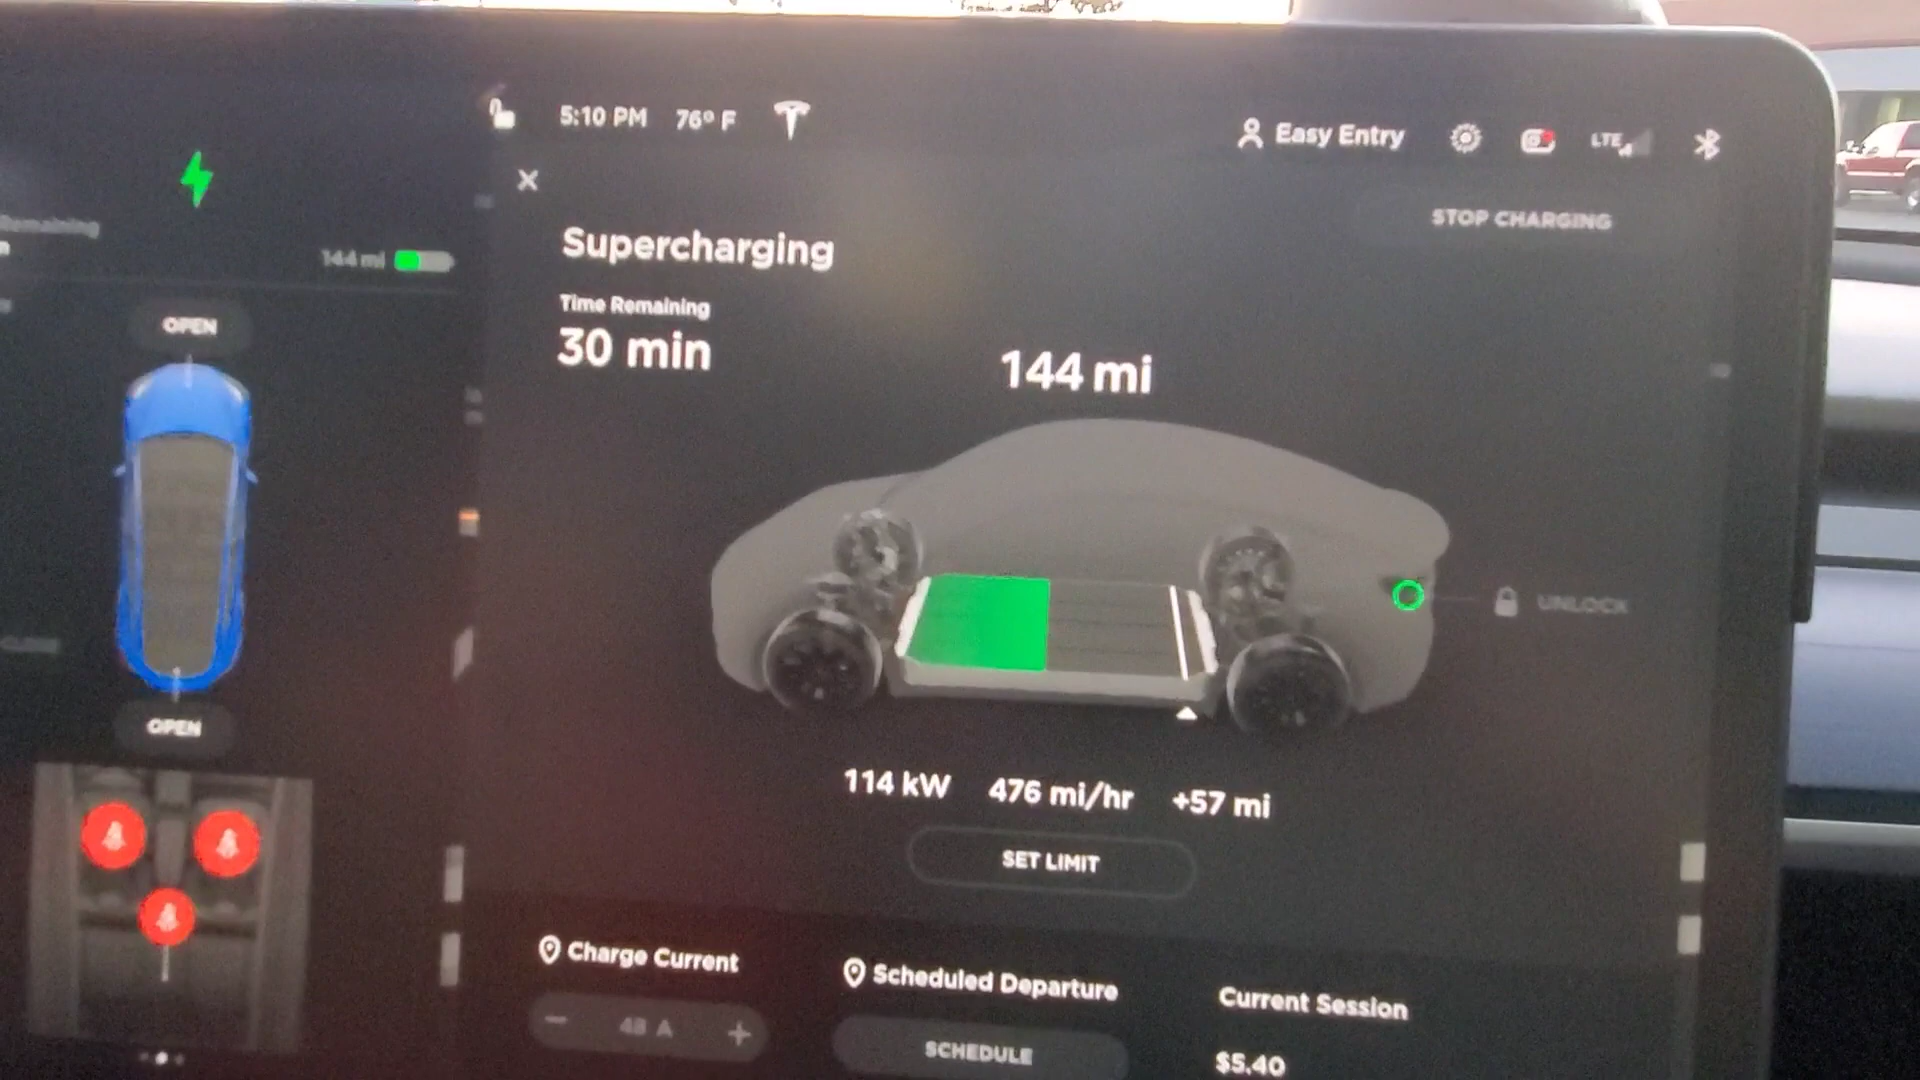 5:10 PM 76° F
Easy Entry
LTE
STOP CHARGING
Remaining
144 mi
OPEN
OPEN
Supercharging
Time Remaining
30 min
144 mi
UNLOCK
114 kW 476 mi/hr +57 mi
SET LIMIT
Charge Current
48 A
Scheduled Departure
SCHEDULE
Current Session
$5.40